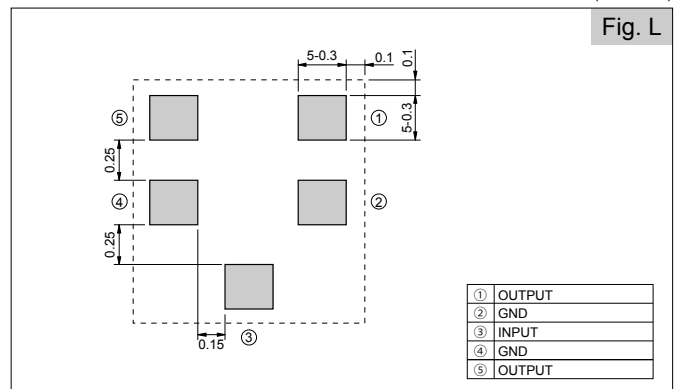 Fig. L
5-0.3
0.1
0.1
5-0.3
⑤
①
0.25
④
②
0.25
0.15
③
① OUTPUT
② GND
③ INPUT
④ GND
⑤ OUTPUT